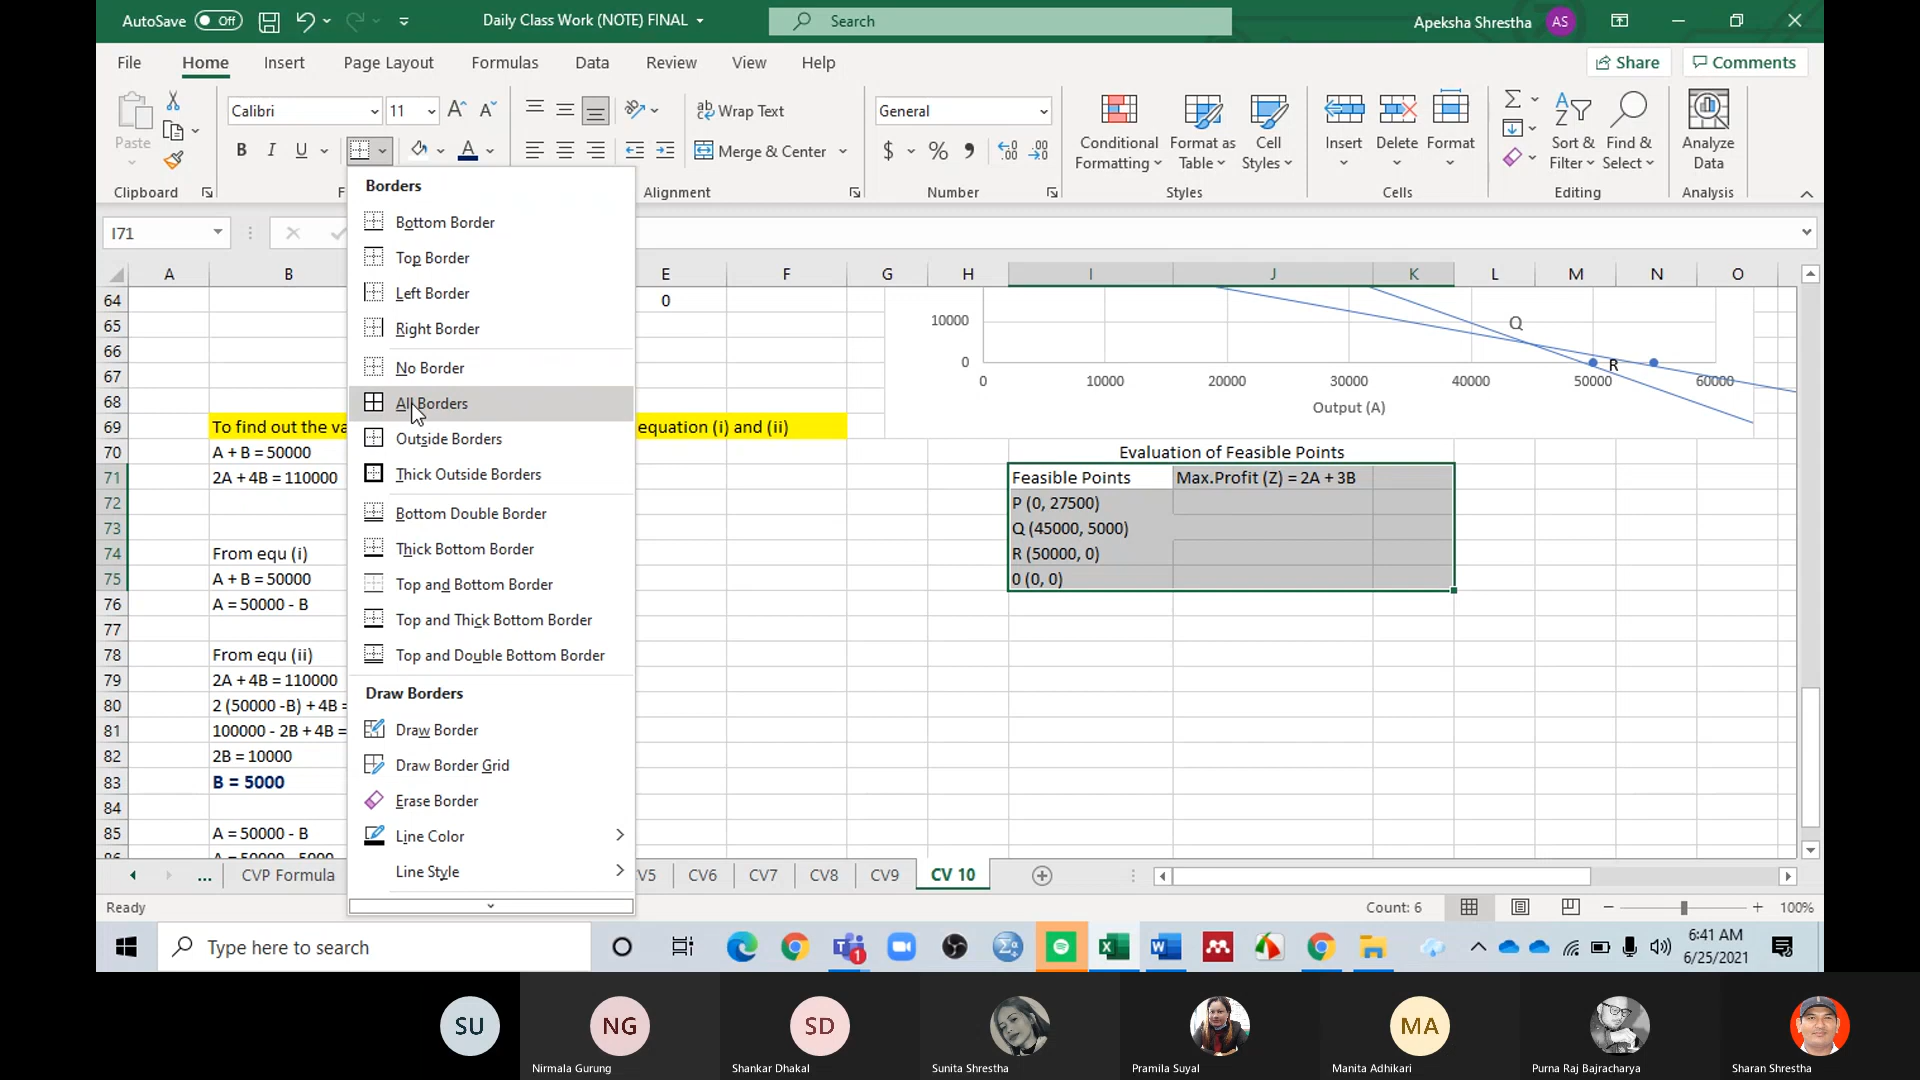 AutoSave Off
Daily Class Work (NOTE) FINAL
Search
Apeksha Shrestha AS
File Home Insert Page Layout Formulas Data Review View Help
Share Comments
Paste
Calibri 11
B I U
Wrap Text
Merge & Center
General
$ % 9
Conditional Formatting
Format as Table
Cell Styles
Insert Delete Format
Sort & Filter
Find & Select
Analyze Data
Clipboard Alignment Number Styles Cells Editing Analysis
I71
Borders
Bottom Border
Top Border
Left Border
Right Border
No Border
All Borders
Outside Borders
Thick Outside Borders
Bottom Double Border
Thick Bottom Border
Top and Bottom Border
Top and Thick Bottom Border
Top and Double Bottom Border
Draw Borders
Draw Border
Draw Border Grid
Erase Border
Line Color
Line Style
A B E F G H I J K L M N O
64 0
65
66
67
68
69 To find out the va equation (i) and (ii)
70 A + B = 50000
71 2A + 4B = 110000
72
73
74 From equ (i)
75 A + B = 50000
76 A = 50000 - B
77
78 From equ (ii)
79 2A + 4B = 110000
80 2 (50000 -B) + 4B =
81 100000 - 2B + 4B =
82 2B = 10000
83 B = 5000
84
85 A = 50000 - B
86 A = 50000 - 5000
10000
0
Q
R
0 10000 20000 30000 40000 50000 60000
Output (A)
Evaluation of Feasible Points
Feasible Points Max.Profit (Z) = 2A + 3B
P (0, 27500)
Q (45000, 5000)
R (50000, 0)
0 (0, 0)
... CVP Formula V5 CV6 CV7 CV8 CV9 CV 10
Ready Count: 6 100%
Type here to search
1
6:41 AM
6/25/2021
SU NG SD MA
Nirmala Gurung Shankar Dhakal Sunita Shrestha Pramila Suyal Manita Adhikari Purna Raj Bajracharya Sharan Shrestha